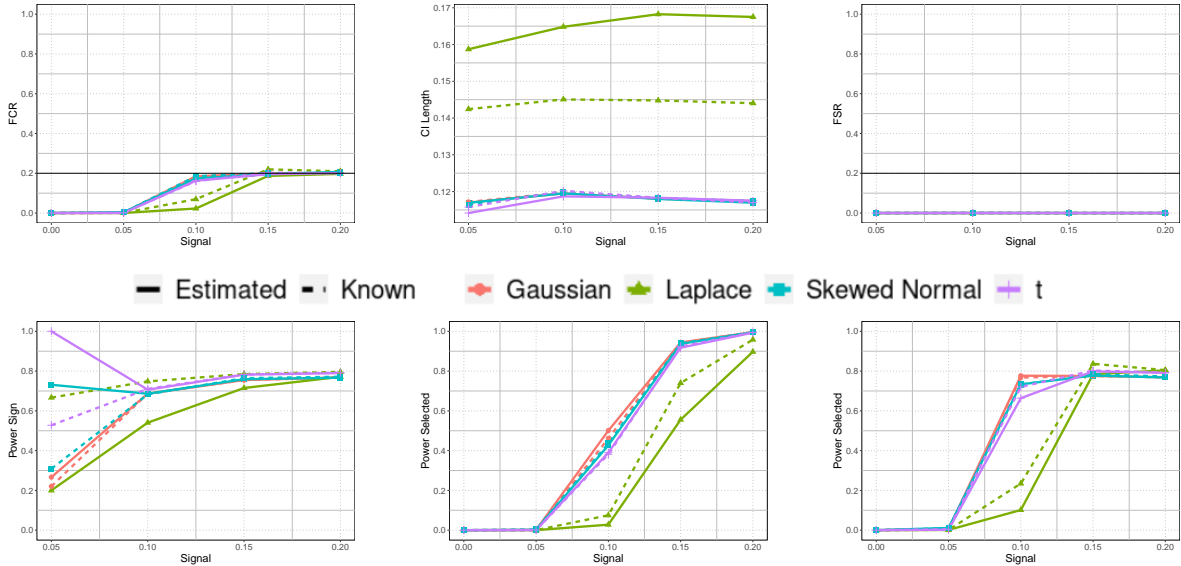 FCR
1.0
0.8
0.6
0.4
0.2
0.0
0.00 0.05 0.10 0.15 0.20
Signal
CI Length
0.17
0.16
0.15
0.14
0.13
0.12
0.05 0.10 0.15 0.20
Signal
FSR
1.0
0.8
0.6
0.4
0.2
0.0
0.05 0.10 0.15 0.20
Signal
Estimated Known Gaussian Laplace Skewed Normal t
Power Sign
1.0
0.8
0.6
0.4
0.2
0.0
0.05 0.10 0.15 0.20
Signal
Power Selected
1.0
0.8
0.6
0.4
0.2
0.0
0.00 0.05 0.10 0.15 0.20
Signal
Power Selected
1.0
0.8
0.6
0.4
0.2
0.0
0.00 0.05 0.10 0.15 0.20
Signal